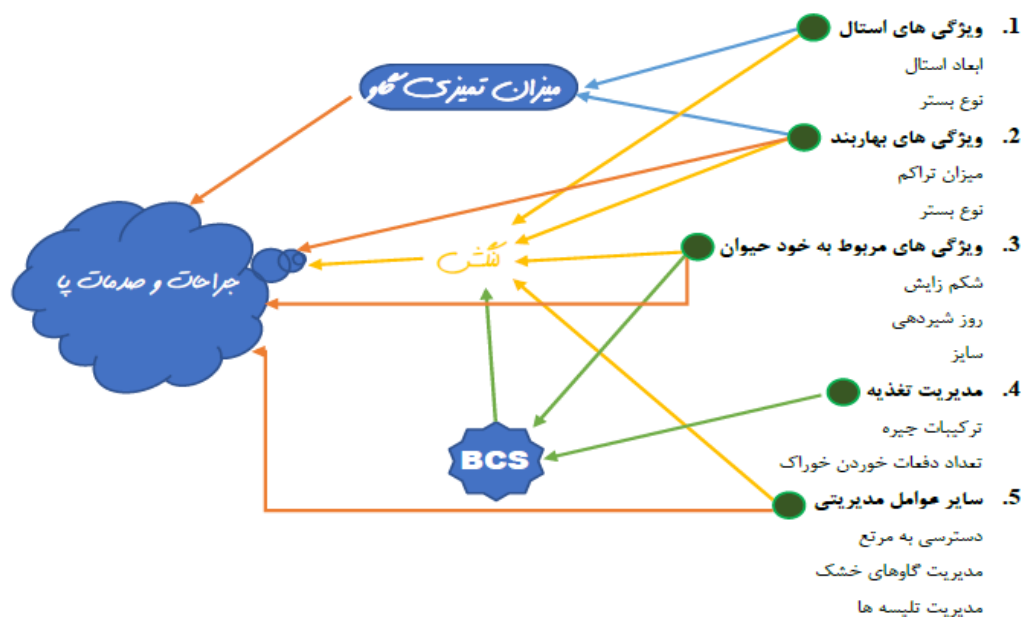 1. ویژگی های استال
ابعاد استال
نوع بستر
2. ویژگی های بهاربند
میزان تراکم
نوع بستر
3. ویژگی های مربوط به خود حیوان
شکم زایش
روز شیردهی
سایز
4. مدیریت تغذیه
ترکیبات جیره
تعداد دفعات خوردن خوراک
5. سایر عوامل مدیریتی
دسترسی به مرتع
مدیریت گاوهای خشک
مدیریت تلیسه ها
میزان تمیزی گاو
لنگش
BCS
جراحات و صدمات پا